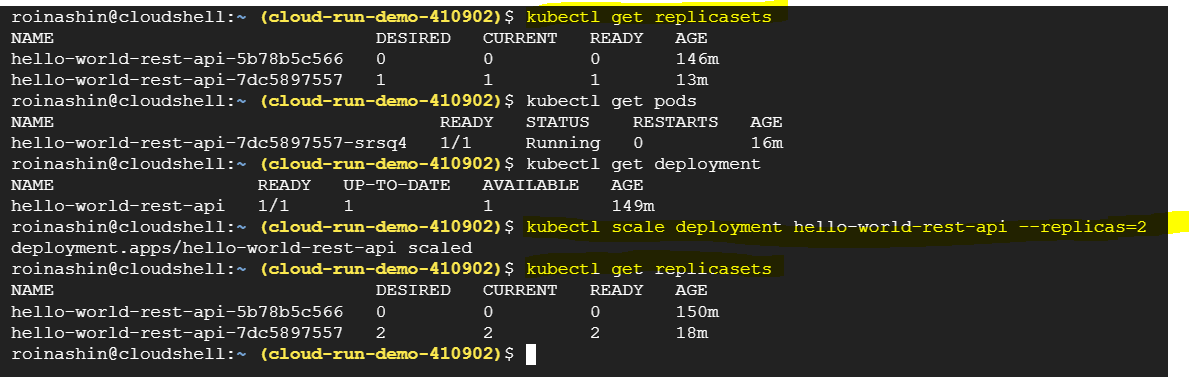 roinashin@cloudshell:~ (cloud-run-demo-410902)$ kubectl get replicasets
NAME                          DESIRED   CURRENT   READY   AGE
hello-world-rest-api-5b78b5c566   0         0         0       146m
hello-world-rest-api-7dc5897557   1         1         1       13m
roinashin@cloudshell:~ (cloud-run-demo-410902)$ kubectl get pods
NAME                                    READY   STATUS    RESTARTS   AGE
hello-world-rest-api-7dc5897557-srsq4   1/1     Running   0          16m
roinashin@cloudshell:~ (cloud-run-demo-410902)$ kubectl get deployment
NAME                   READY   UP-TO-DATE   AVAILABLE   AGE
hello-world-rest-api   1/1     1            1           149m
roinashin@cloudshell:~ (cloud-run-demo-410902)$ kubectl scale deployment hello-world-rest-api --replicas=2
deployment.apps/hello-world-rest-api scaled
roinashin@cloudshell:~ (cloud-run-demo-410902)$ kubectl get replicasets
NAME                              DESIRED   CURRENT   READY   AGE
hello-world-rest-api-5b78b5c566   0         0         0       150m
hello-world-rest-api-7dc5897557   2         2         2       18m
roinashin@cloudshell:~ (cloud-run-demo-410902)$